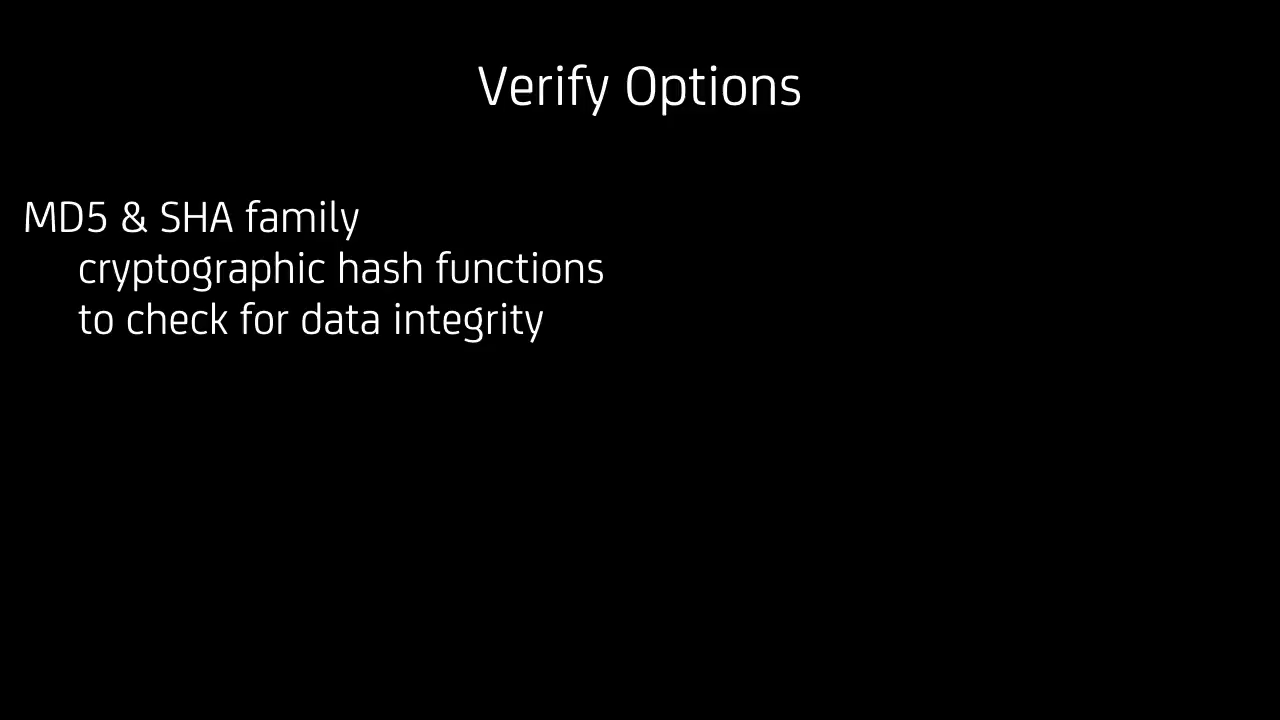 Verify Options
MD5 & SHA family
cryptographic hash functions
to check for data integrity